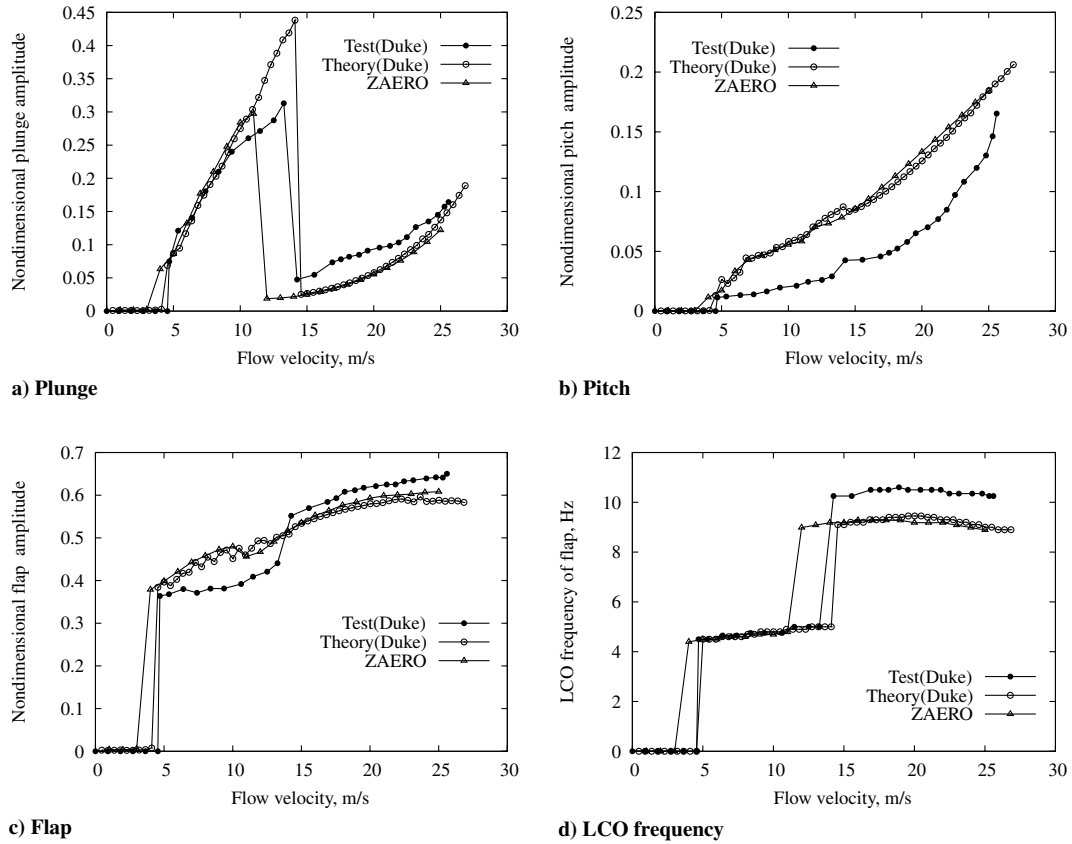 Nondimensional plunge amplitude
0.45
0.4
0.35
0.3
0.25
0.2
0.15
0.1
0.05
0
0 5 10 15 20 25 30
Flow velocity, m/s
Test(Duke)
Theory(Duke)
ZAERO
a) Plunge
Nondimensional pitch amplitude
0.25
0.2
0.15
0.1
0.05
0
0 5 10 15 20 25 30
Flow velocity, m/s
Test(Duke)
Theory(Duke)
ZAERO
b) Pitch
Nondimensional flap amplitude
0.7
0.6
0.5
0.4
0.3
0.2
0.1
0
0 5 10 15 20 25 30
Flow velocity, m/s
Test(Duke)
Theory(Duke)
ZAERO
c) Flap
LCO frequency of flap, Hz
12
10
8
6
4
2
0
0 5 10 15 20 25 30
Flow velocity, m/s
Test(Duke)
Theory(Duke)
ZAERO
d) LCO frequency